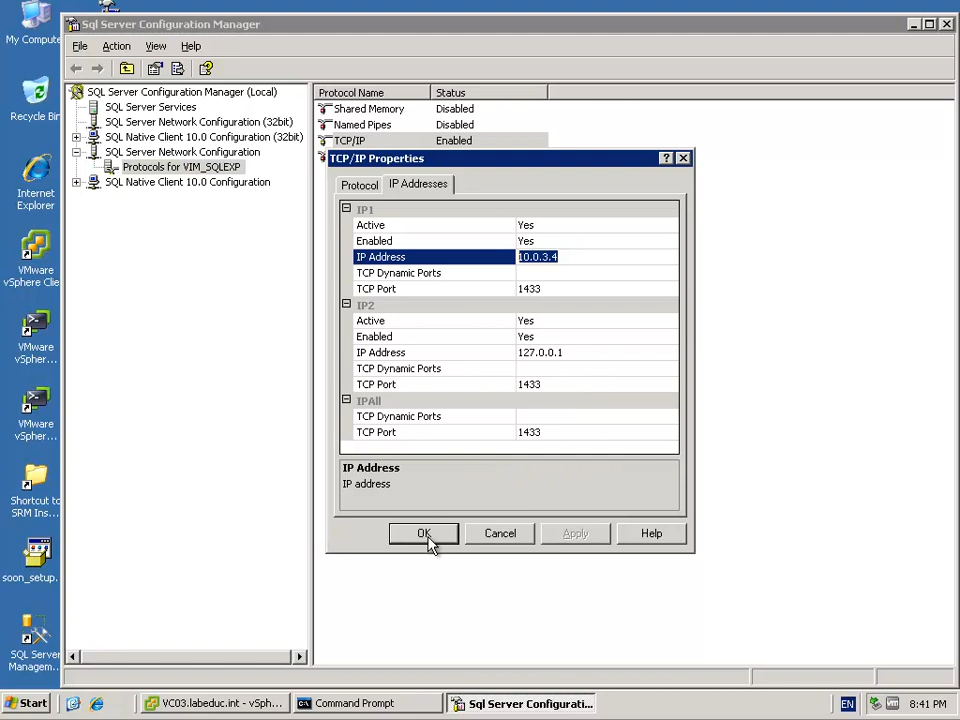 My Compute
Recycle Bin
Internet
Explorer
VMware
vSphere Clie
VMware
vSpher...
VMware
vSpher...
Shortcut to
SRM Ins...
soon_setup.
SQL Server
Managem...
Sql Server Configuration Manager
File Action View Help
SQL Server Configuration Manager (Local)
SQL Server Services
SQL Server Network Configuration (32bit)
SQL Native Client 10.0 Configuration (32bit)
SQL Server Network Configuration
Protocols for VIM_SQLEXP
SQL Native Client 10.0 Configuration
Protocol Name Status
Shared Memory Disabled
Named Pipes Disabled
TCP/IP Enabled
TCP/IP Properties
Protocol IP Addresses
IP1
Active Yes
Enabled Yes
IP Address 10.0.3.4
TCP Dynamic Ports
TCP Port 1433
IP2
Active Yes
Enabled Yes
IP Address 127.0.0.1
TCP Dynamic Ports
TCP Port 1433
IPAll
TCP Dynamic Ports
TCP Port 1433
IP Address
IP address
OK Cancel Apply Help
Start VC03.labeduc.int - vSph... Command Prompt Sql Server Configurati... EN 8:41 PM